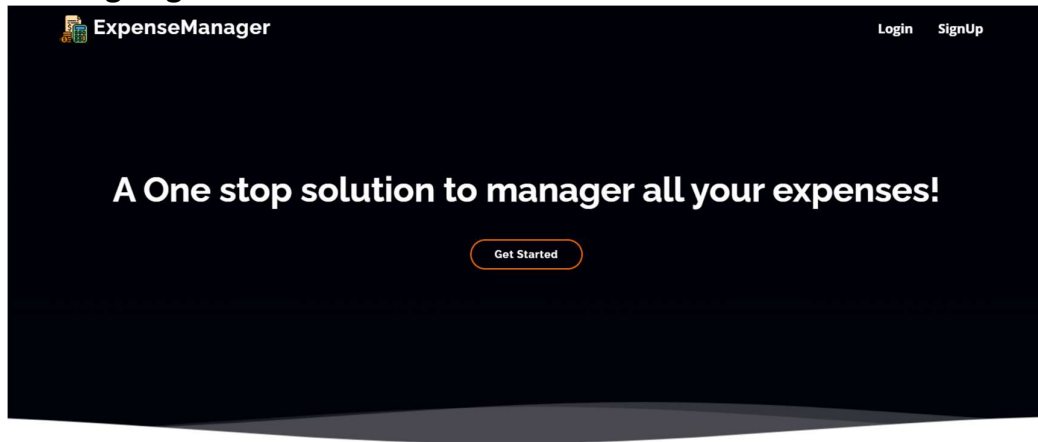 ExpenseManager
Login SignUp
A One stop solution to manager all your expenses!
Get Started